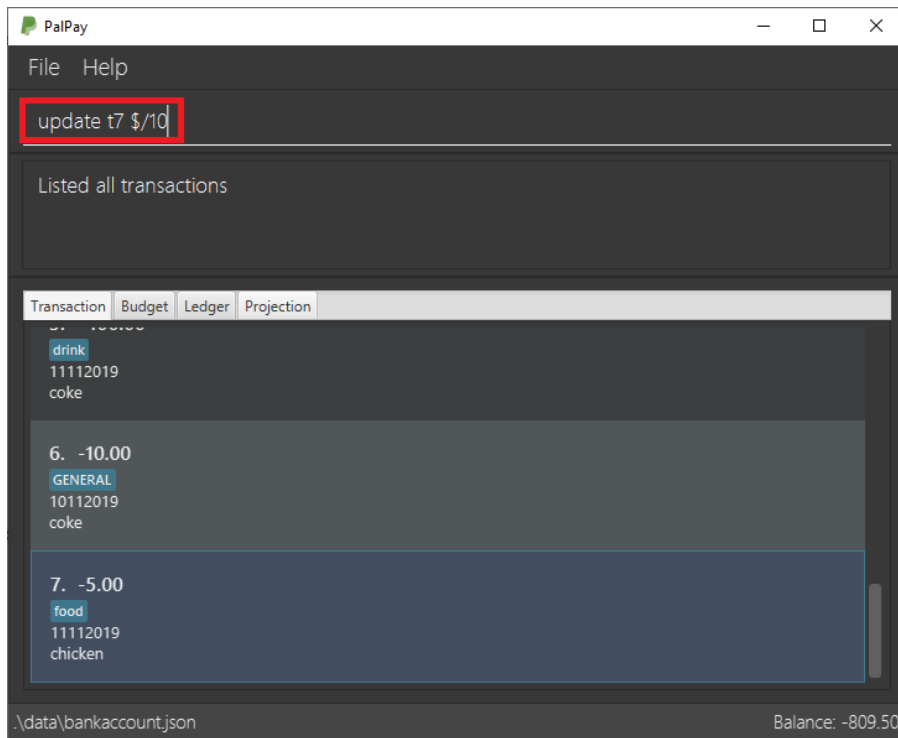 PalPay
File Help
update t7 $/10
Listed all transactions
Transaction Budget Ledger Projection
drink
11112019
coke
6. -10.00
GENERAL
10112019
coke
7. -5.00
food
11112019
chicken
.\data\bankaccount.json Balance: -809.50